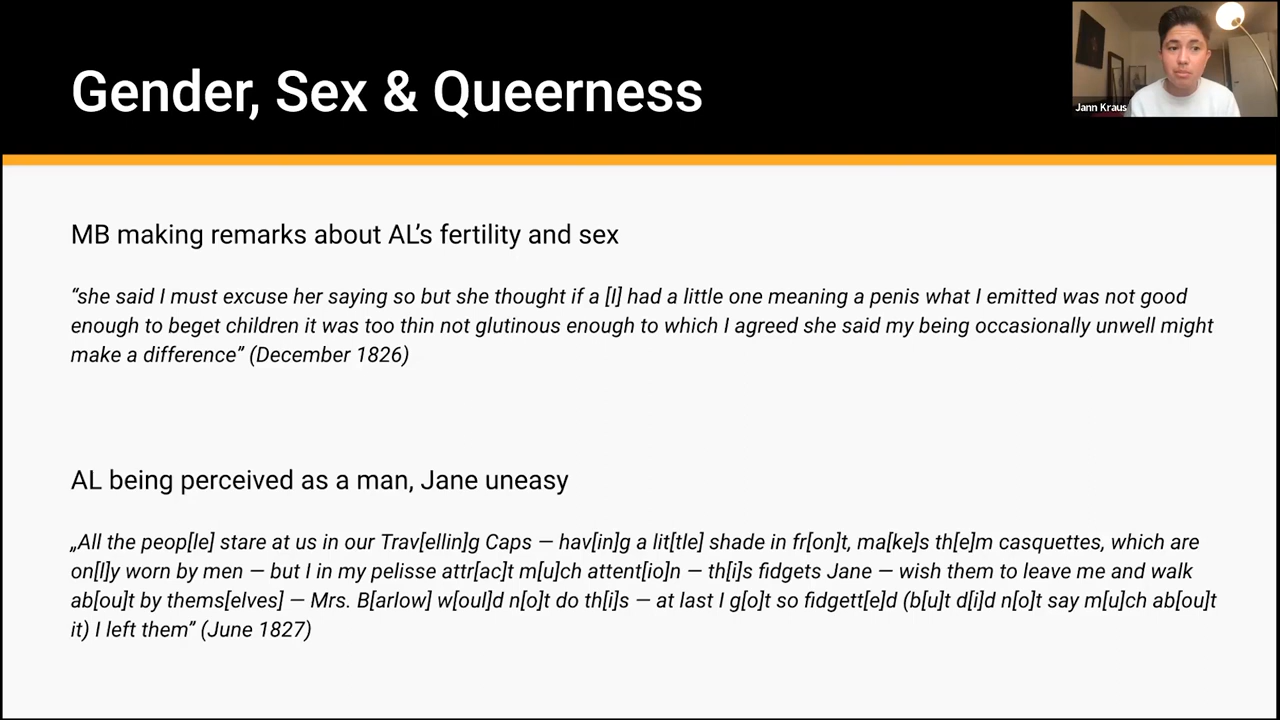 Gender, Sex & Queerness
Jann Kraus
MB making remarks about AL’s fertility and sex
“she said I must excuse her saying so but she thought if a [I] had a little one meaning a penis what I emitted was not good
enough to beget children it was too thin not glutinous enough to which I agreed she said my being occasionally unwell might
make a difference” (December 1826)
AL being perceived as a man, Jane uneasy
„All the peop[le] stare at us in our Trav[ellin]g Caps — hav[in]g a lit[tle] shade in fr[on]t, ma[ke]s th[e]m casquettes, which are
on[l]y worn by men — but I in my pelisse attr[ac]t m[u]ch attent[io]n — th[i]s fidgets Jane — wish them to leave me and walk
ab[ou]t by thems[elves] — Mrs. B[arlow] w[oul]d n[o]t do th[i]s — at last I g[o]t so fidgett[e]d (b[u]t d[i]d n[o]t say m[u]ch ab[ou]t
it) I left them” (June 1827)